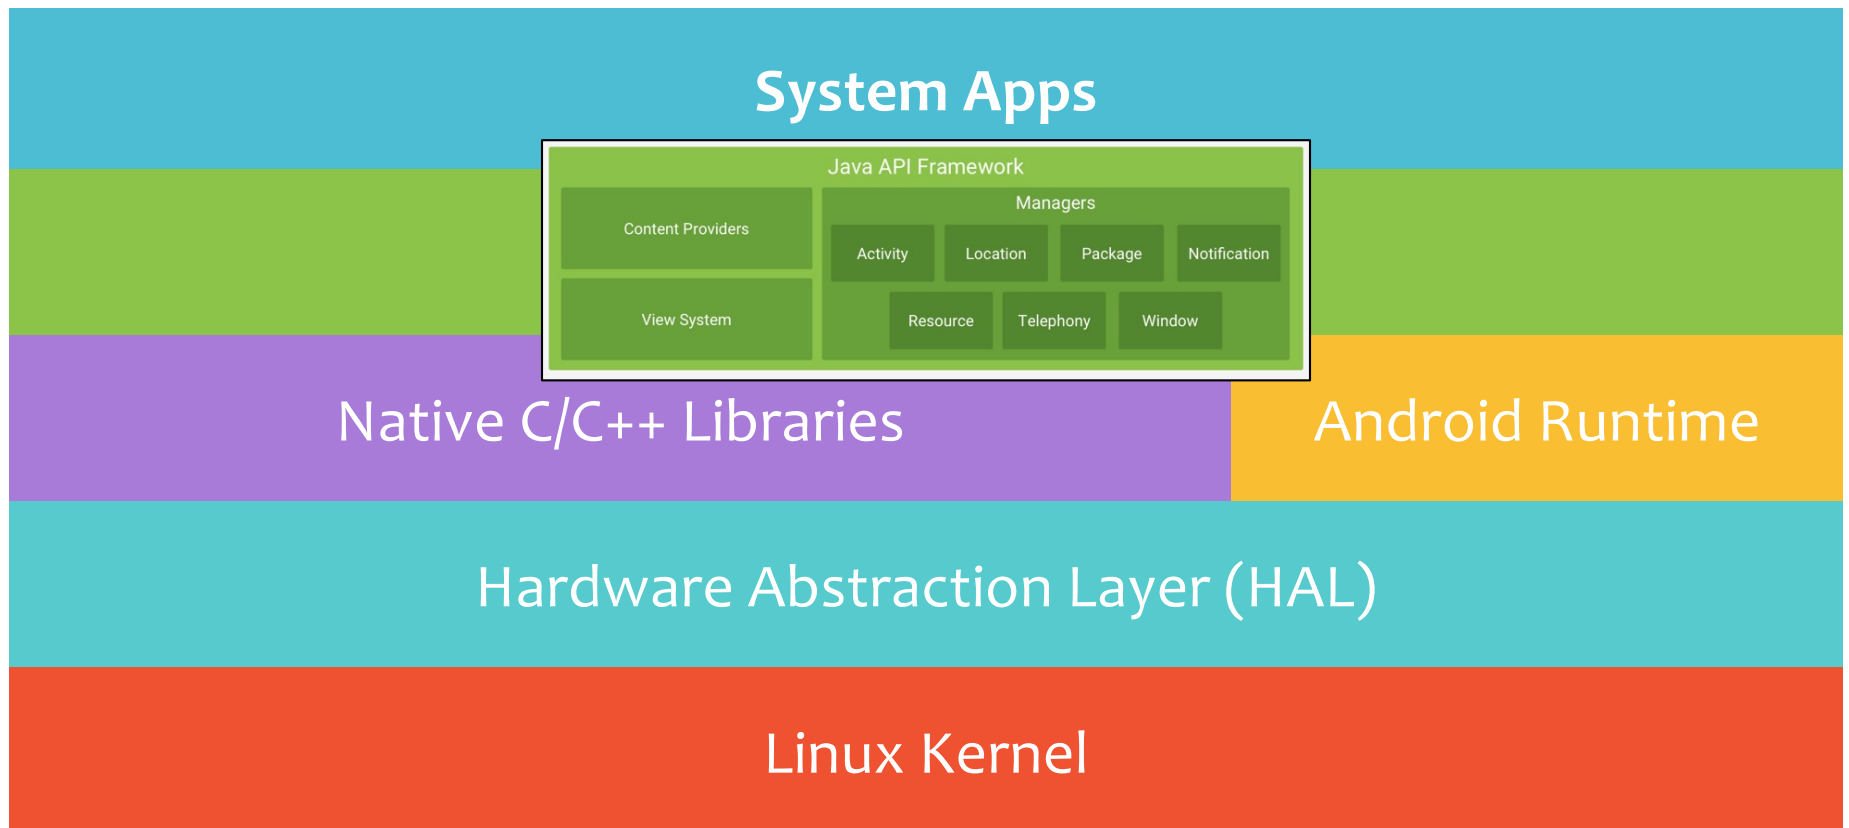 System Apps
Java API Framework
Content Providers
View System
Managers
Activity
Location
Package
Notification
Resource
Telephony
Window
Native C/C++ Libraries
Android Runtime
Hardware Abstraction Layer (HAL)
Linux Kernel